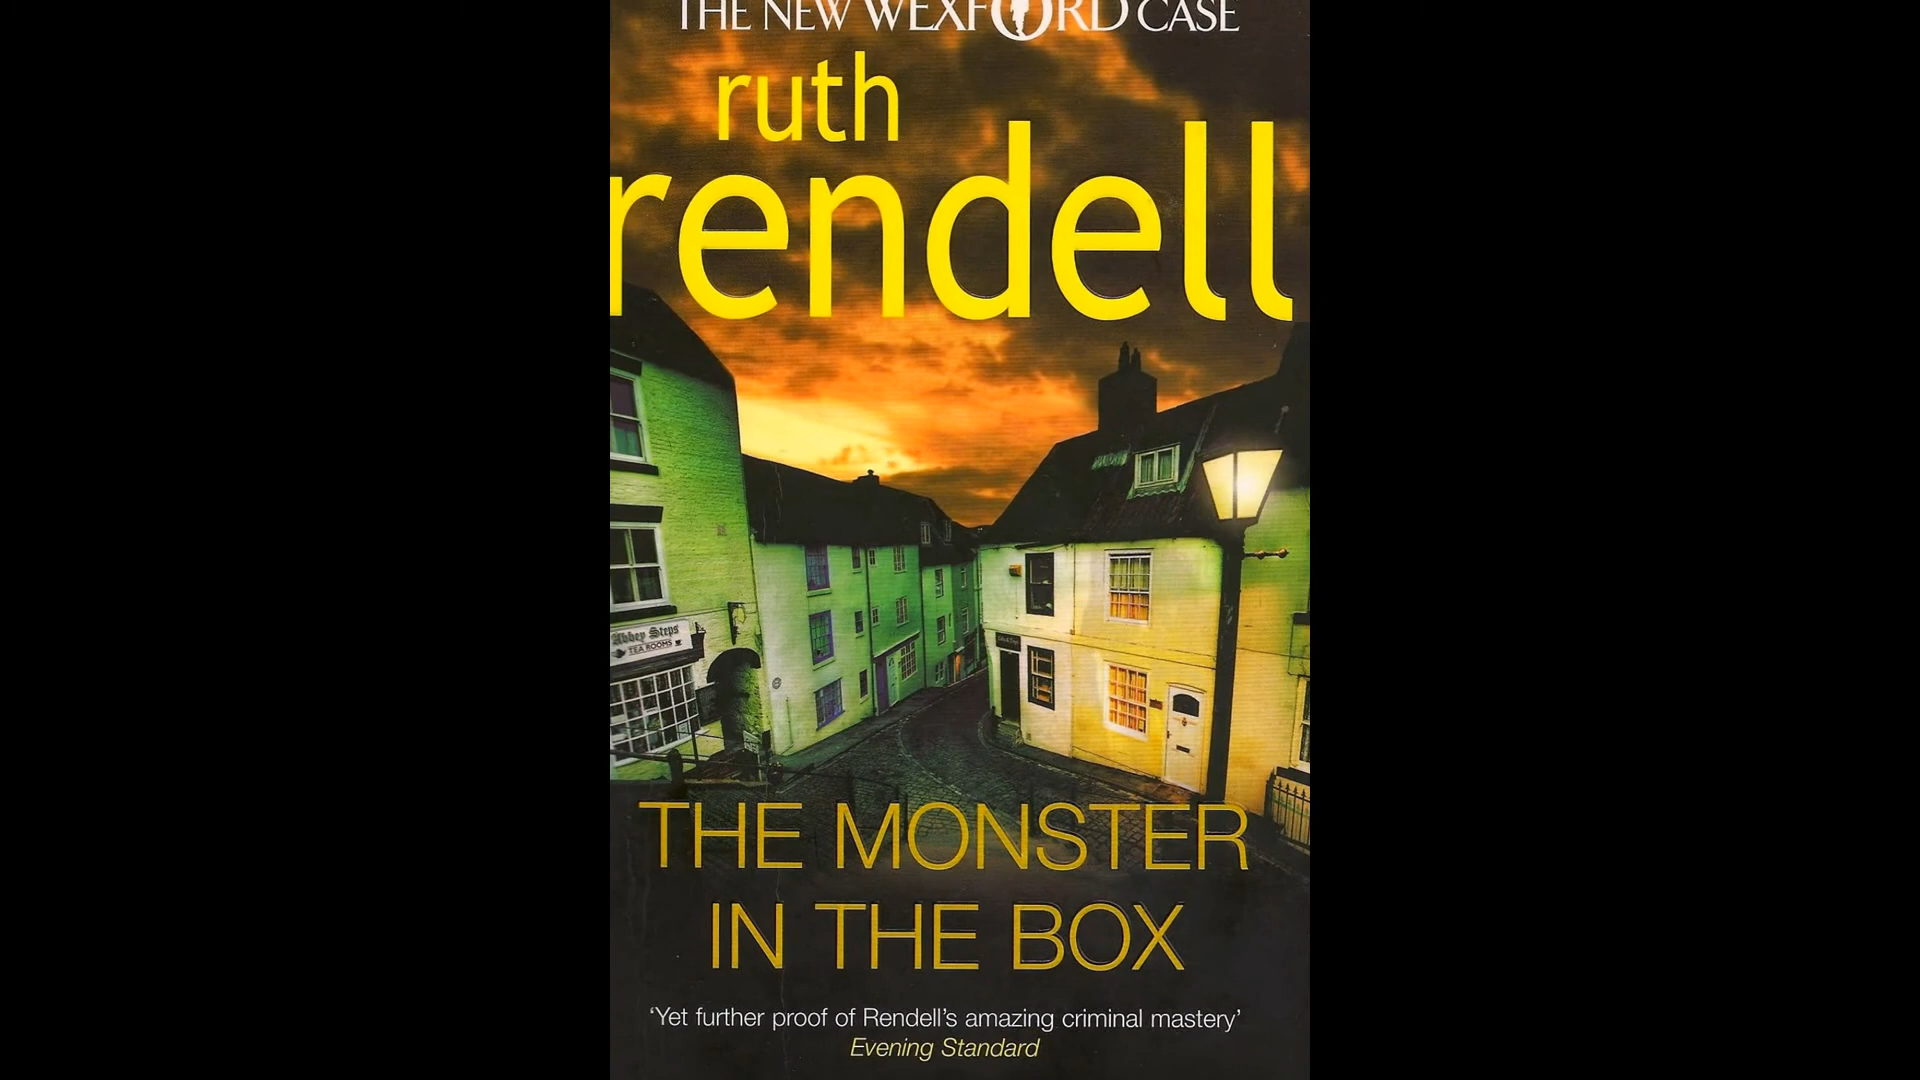 THE NEW WEXFORD CASE
ruth
rendell
Abbey Steps
TEA ROOMS
THE MONSTER
IN THE BOX
‘Yet further proof of Rendell’s amazing criminal mastery’
Evening Standard